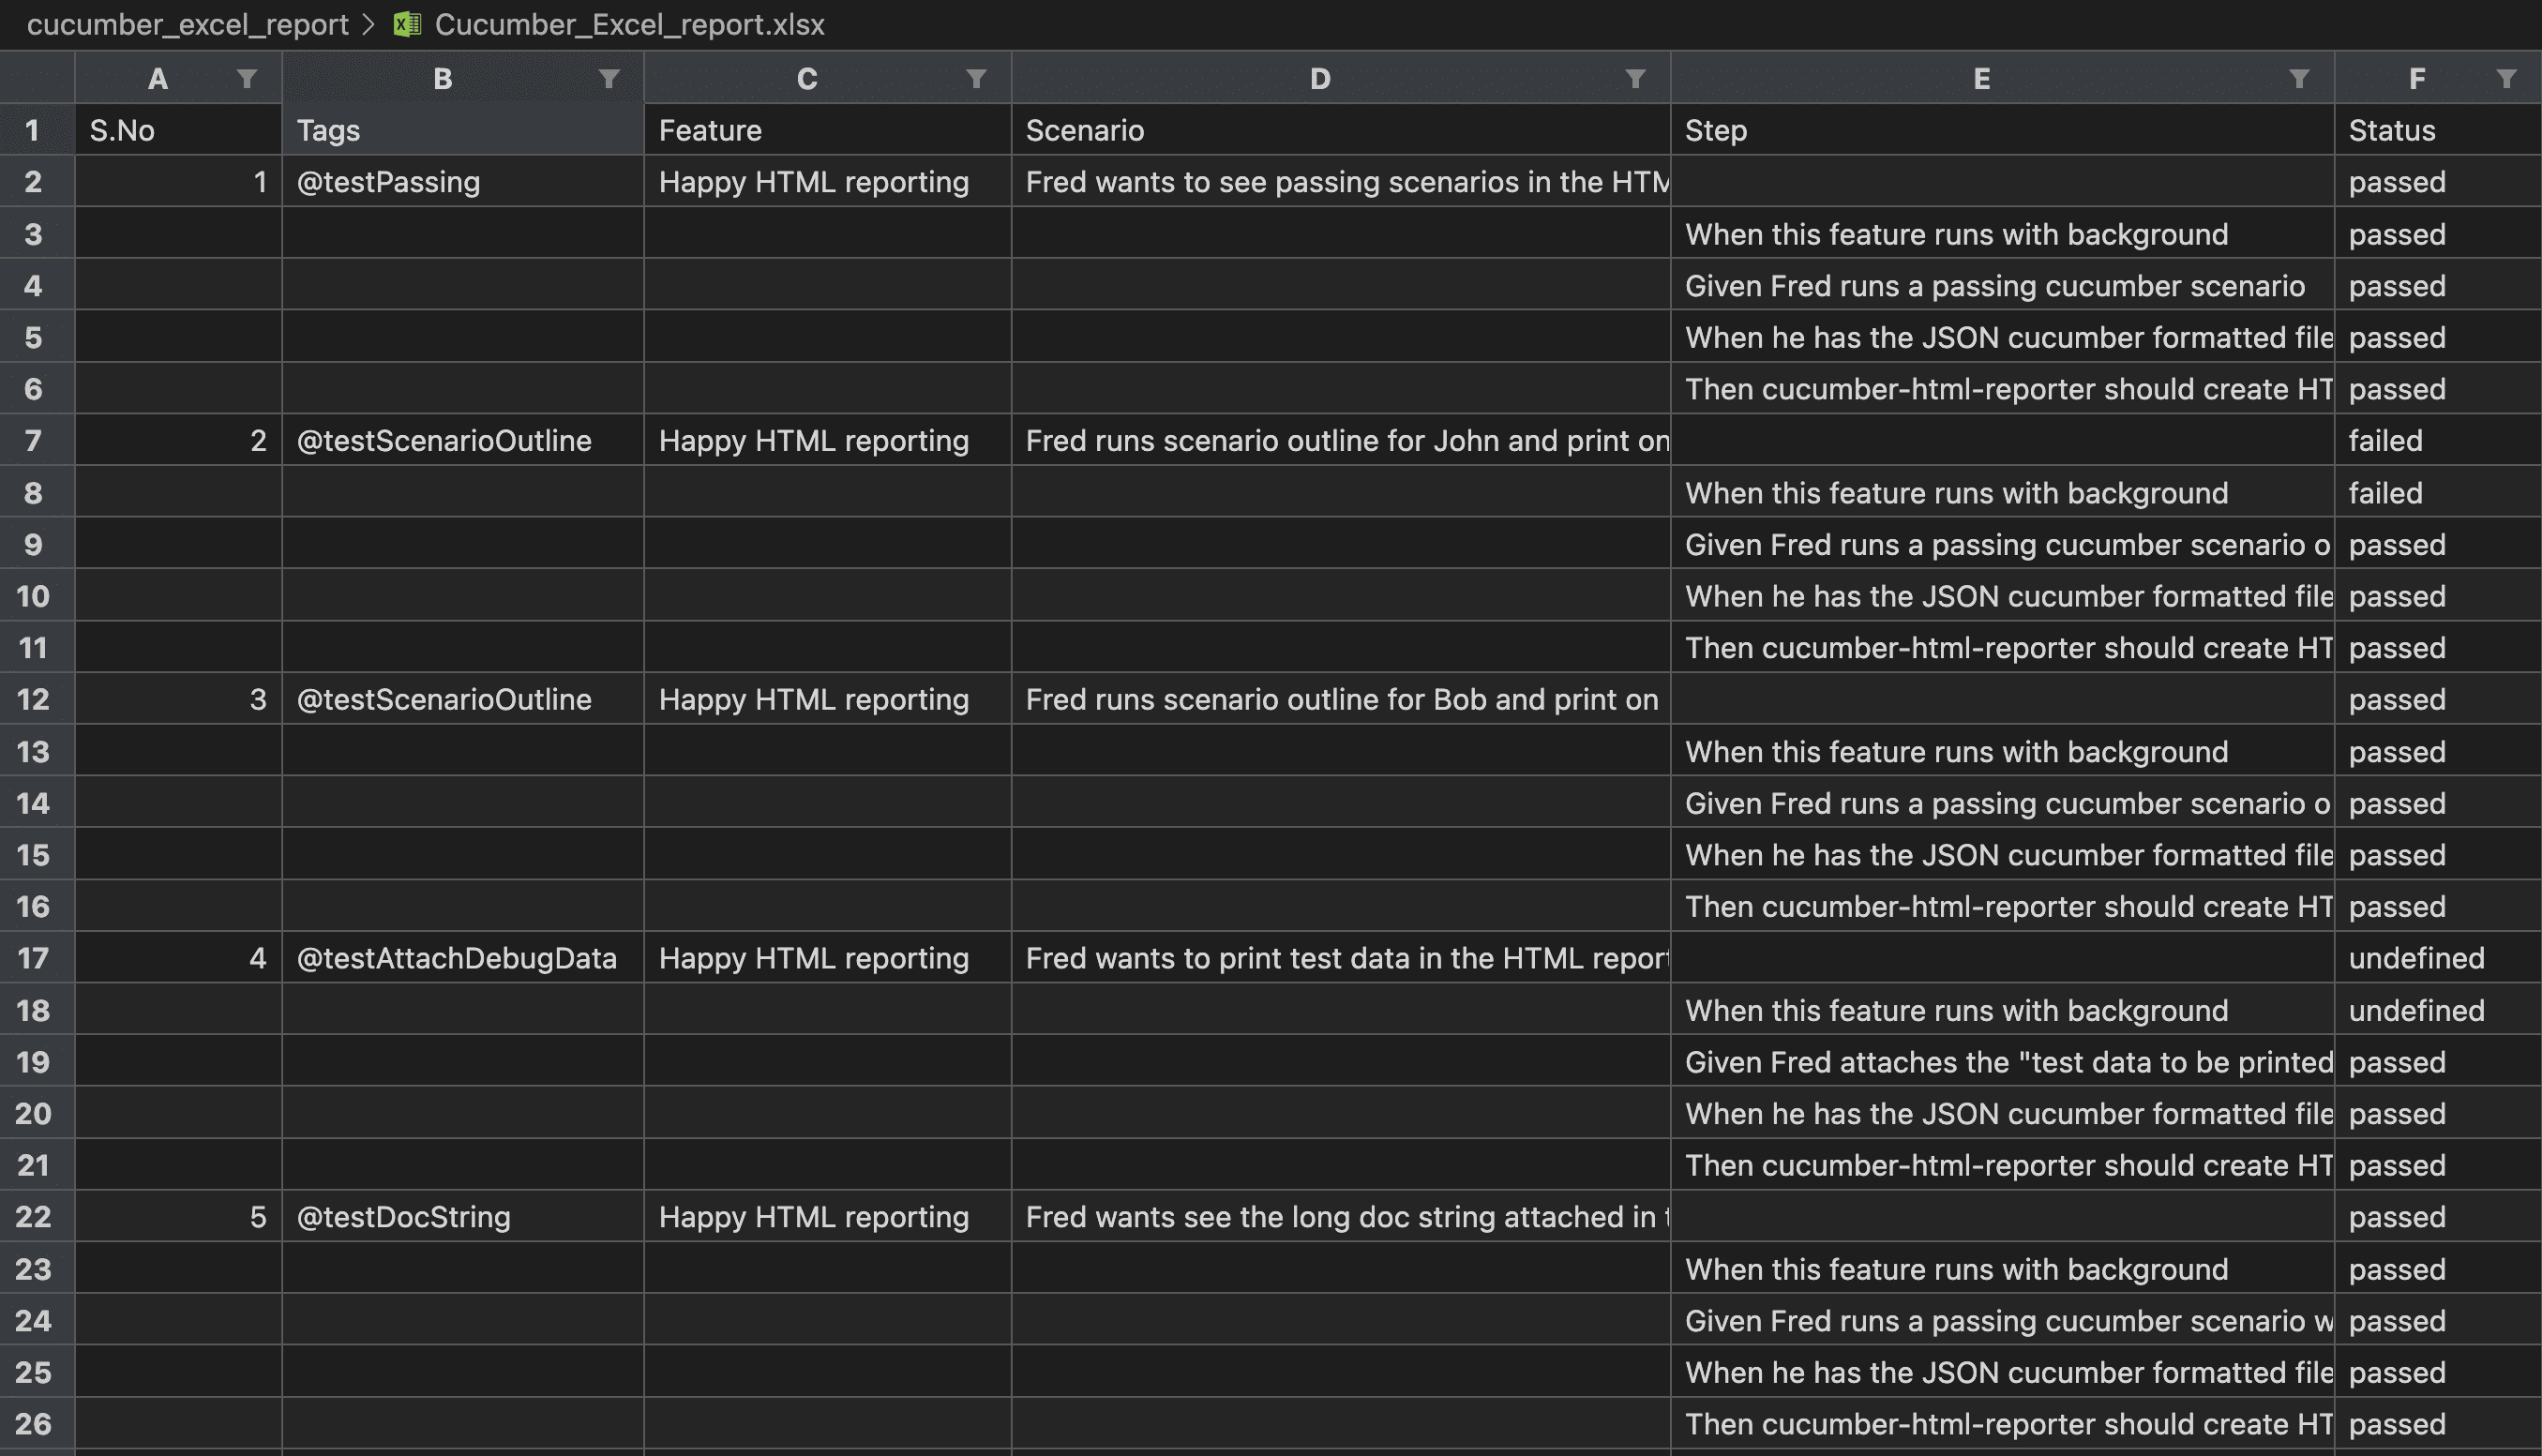 cucumber_excel_report > Cucumber_Excel_report.xlsx
A B C D E F
1 S.No Tags Feature Scenario Step Status
2 1 @testPassing Happy HTML reporting Fred wants to see passing scenarios in the HTM passed
3 When this feature runs with background passed
4 Given Fred runs a passing cucumber scenario passed
5 When he has the JSON cucumber formatted file passed
6 Then cucumber-html-reporter should create HT passed
7 2 @testScenarioOutline Happy HTML reporting Fred runs scenario outline for John and print on failed
8 When this feature runs with background failed
9 Given Fred runs a passing cucumber scenario o passed
10 When he has the JSON cucumber formatted file passed
11 Then cucumber-html-reporter should create HT passed
12 3 @testScenarioOutline Happy HTML reporting Fred runs scenario outline for Bob and print on passed
13 When this feature runs with background passed
14 Given Fred runs a passing cucumber scenario o passed
15 When he has the JSON cucumber formatted file passed
16 Then cucumber-html-reporter should create HT passed
17 4 @testAttachDebugData Happy HTML reporting Fred wants to print test data in the HTML report undefined
18 When this feature runs with background undefined
19 Given Fred attaches the "test data to be printed passed
20 When he has the JSON cucumber formatted file passed
21 Then cucumber-html-reporter should create HT passed
22 5 @testDocString Happy HTML reporting Fred wants see the long doc string attached in t passed
23 When this feature runs with background passed
24 Given Fred runs a passing cucumber scenario w passed
25 When he has the JSON cucumber formatted file passed
26 Then cucumber-html-reporter should create HT passed